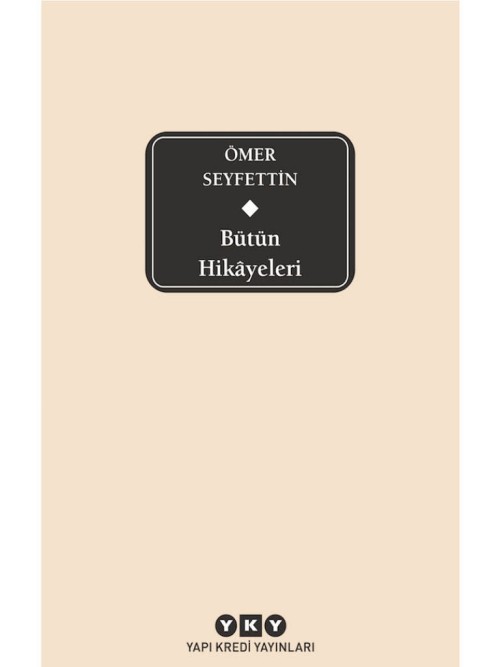 ÖMER
SEYFETTİN
Bütün
Hikâyeleri
YKY
YAPI KREDİ YAYINLARI